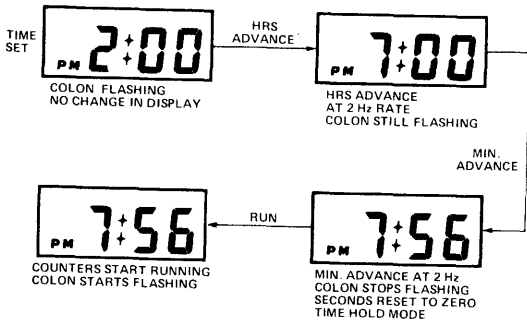 TIME
SET
PM 2:00
COLON FLASHING
NO CHANGE IN DISPLAY
HRS
ADVANCE
PM 7:00
HRS ADVANCE
AT 2 Hz RATE
COLON STILL FLASHING
MIN.
ADVANCE
PM 7:56
MIN. ADVANCE AT 2 Hz
COLON STOPS FLASHING
SECONDS RESET TO ZERO
TIME HOLD MODE
RUN
PM 7:56
COUNTERS START RUNNING
COLON STARTS FLASHING